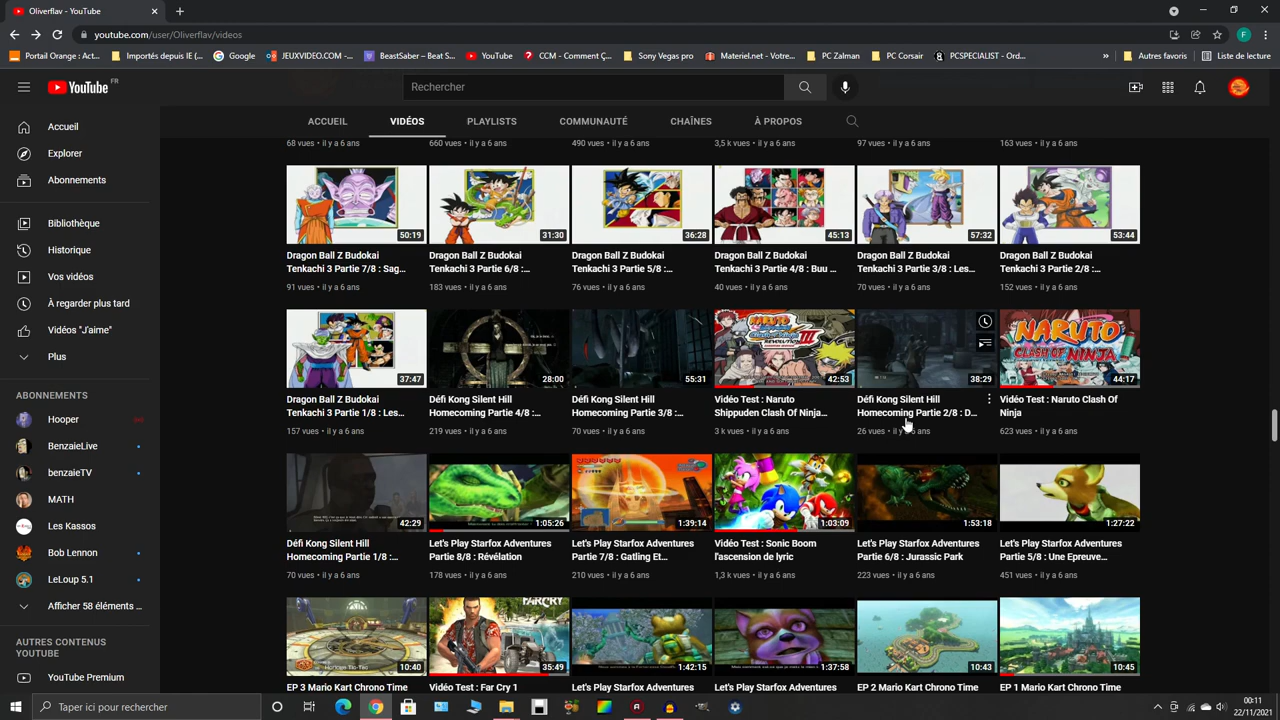 Oliverflav - YouTube
youtube.com/user/Oliverflav/videos
Portail Orange : Act... Importés depuis IE (... Google JEUXVIDEO.COM -... BeastSaber – Beat S... YouTube CCM - Comment Ç... Sony Vegas pro Materiel.net - Votre... PC Zalman PC Corsair PCSPECIALIST - Ord... » Autres favoris Liste de lecture
YouTube FR
Rechercher
ACCUEIL VIDÉOS PLAYLISTS COMMUNAUTÉ CHAÎNES À PROPOS
Accueil
Explorer
Abonnements
Bibliothèque
Historique
Vos vidéos
À regarder plus tard
Vidéos "J'aime"
Plus
ABONNEMENTS
Hooper
BenzaieLive
benzaieTV
MATH
Les Kassos
Bob Lennon
LeLoup 5.1
Afficher 58 éléments ...
AUTRES CONTENUS
YOUTUBE
YouTube Premium
68 vues • il y a 6 ans 660 vues • il y a 6 ans 490 vues • il y a 6 ans 3,5 k vues • il y a 6 ans 97 vues • il y a 6 ans 163 vues • il y a 6 ans
50:19 31:30 36:28 45:13 57:32 53:44
Dragon Ball Z Budokai Dragon Ball Z Budokai Dragon Ball Z Budokai Dragon Ball Z Budokai Dragon Ball Z Budokai Dragon Ball Z Budokai
Tenkachi 3 Partie 7/8 : Sag... Tenkachi 3 Partie 6/8 :... Tenkachi 3 Partie 5/8 :... Tenkachi 3 Partie 4/8 : Buu ... Tenkachi 3 Partie 3/8 : Les... Tenkachi 3 Partie 2/8 :...
91 vues • il y a 6 ans 183 vues • il y a 6 ans 76 vues • il y a 6 ans 40 vues • il y a 6 ans 70 vues • il y a 6 ans 152 vues • il y a 6 ans
NARUTO CLASH OF NINJA
37:47 28:00 55:31 42:53 38:29 44:17
Dragon Ball Z Budokai Défi Kong Silent Hill Défi Kong Silent Hill Vidéo Test : Naruto Défi Kong Silent Hill Vidéo Test : Naruto Clash Of
Tenkachi 3 Partie 1/8 : Les... Homecoming Partie 4/8 :... Homecoming Partie 3/8 :... Shippuden Clash Of Ninja... Homecoming Partie 2/8 : D... Ninja
157 vues • il y a 6 ans 219 vues • il y a 6 ans 70 vues • il y a 6 ans 3 k vues • il y a 6 ans 26 vues • il y a 6 ans 623 vues • il y a 6 ans
42:29 1:05:26 1:39:14 1:03:09 1:53:18 1:27:22
Défi Kong Silent Hill Let's Play Starfox Adventures Let's Play Starfox Adventures Vidéo Test : Sonic Boom Let's Play Starfox Adventures Let's Play Starfox Adventures
Homecoming Partie 1/8 :... Partie 8/8 : Révélation Partie 7/8 : Gatling Et... l'ascension de lyric Partie 6/8 : Jurassic Park Partie 5/8 : Une Epreuve...
70 vues • il y a 6 ans 178 vues • il y a 6 ans 210 vues • il y a 6 ans 1,3 k vues • il y a 6 ans 223 vues • il y a 6 ans 451 vues • il y a 6 ans
FARCRY
10:40 35:49 1:42:15 1:37:58 10:43 10:45
EP 3 Mario Kart Chrono Time Vidéo Test : Far Cry 1 Let's Play Starfox Adventures Let's Play Starfox Adventures EP 2 Mario Kart Chrono Time EP 1 Mario Kart Chrono Time
Taper ici pour rechercher
00:11
22/11/2021